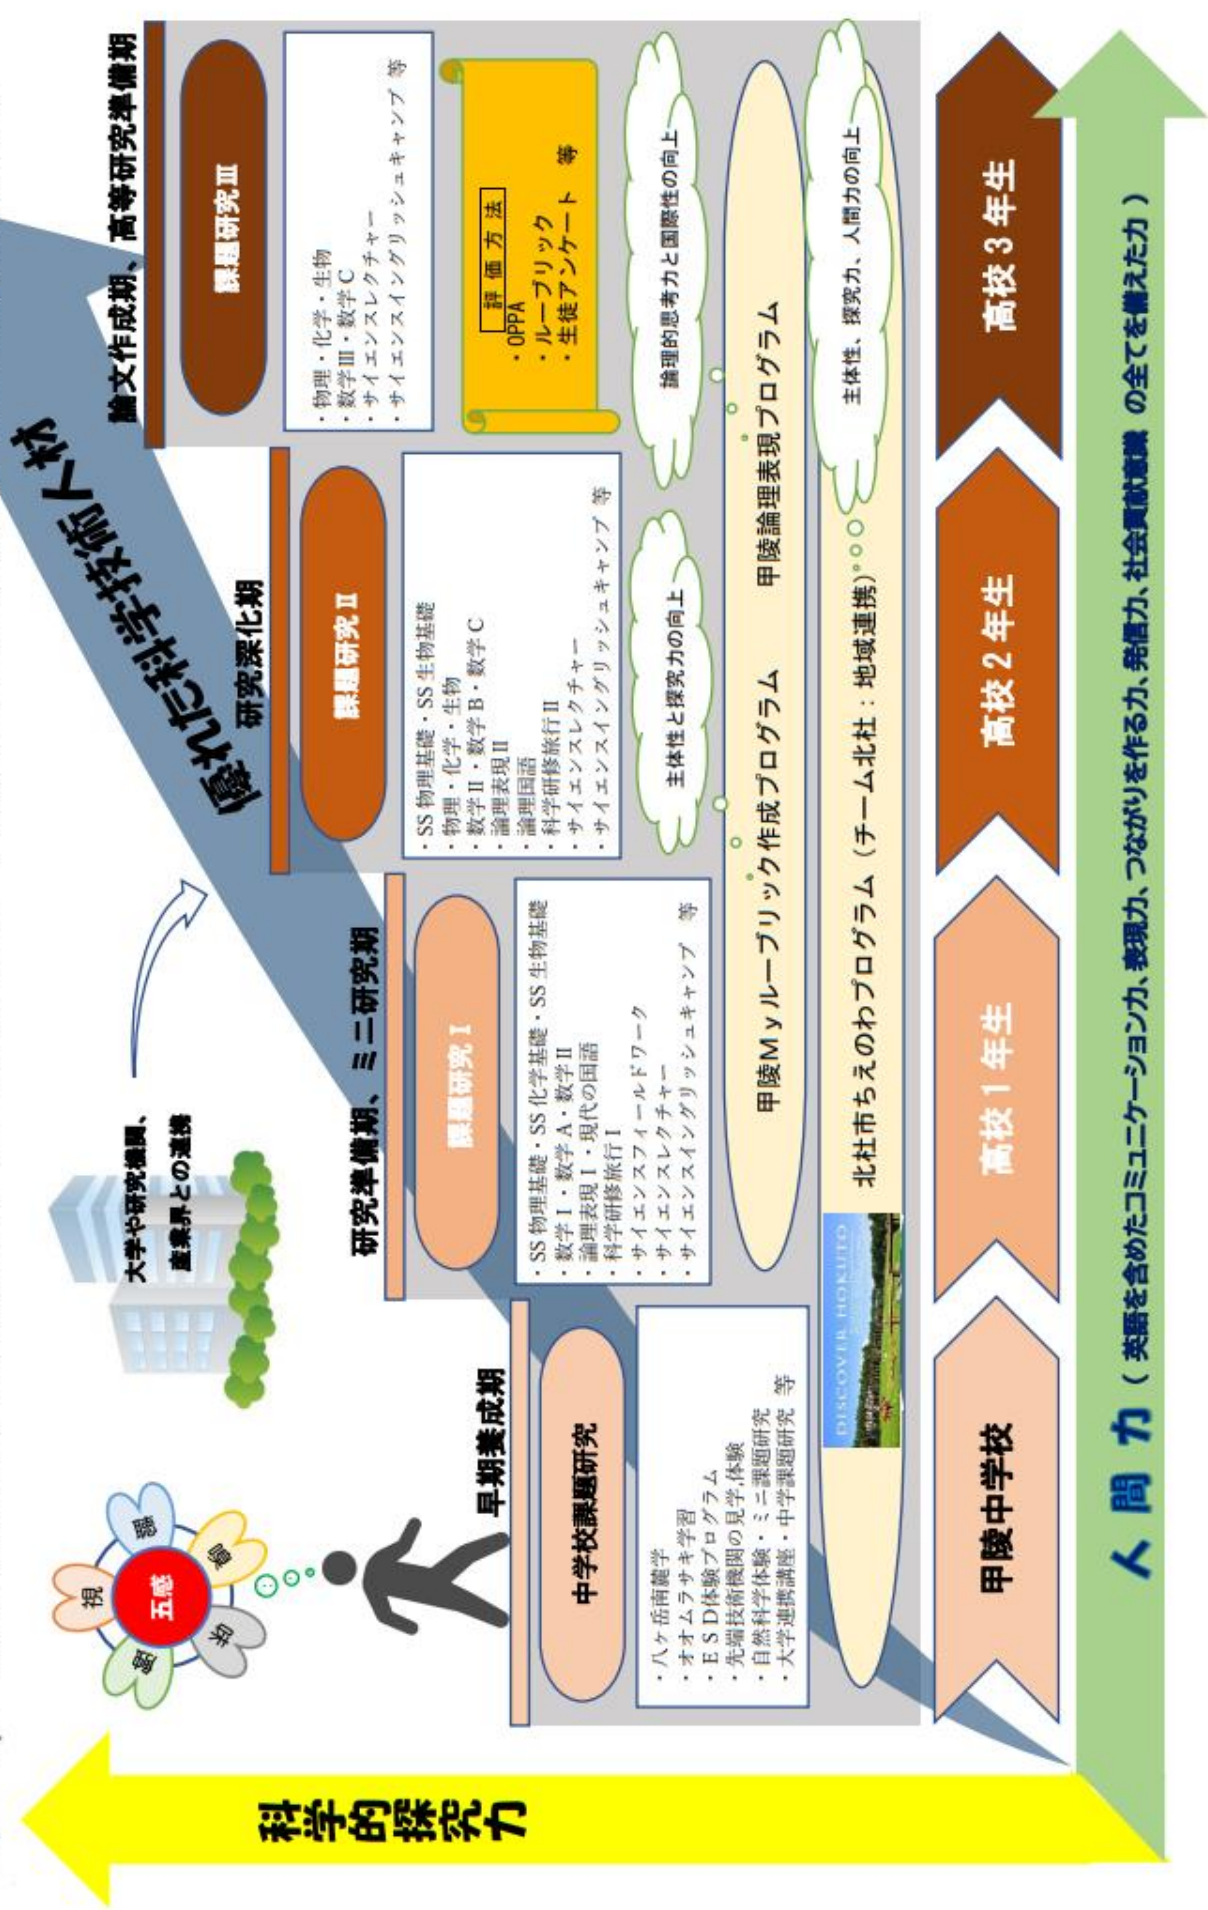 論文作成期、高等研究準備期
課題研究Ⅲ
・物理・化学・生物
・数学Ⅲ・数学C
・サイエンスレクチャー
・サイエンスイングリッシュキャンプ 等
評 価 方 法
・OPPA
・ルーブリック
・生徒アンケート 等
優れた科学技術人材
研究深化期
課題研究Ⅱ
・SS 物理基礎・SS 生物基礎
・物理・化学・生物
・数学Ⅱ・数学B・数学C
・論理表現Ⅱ
・論理国語
・科学研修旅行Ⅱ
・サイエンスレクチャー
・サイエンスイングリッシュキャンプ 等
大学や研究機関、
産業界との連携
研究準備期、ミニ研究期
課題研究Ⅰ
・SS 物理基礎・SS 化学基礎・SS 生物基礎
・数学Ⅰ・数学A・数学Ⅱ
・論理表現Ⅰ・現代の国語
・科学研修旅行Ⅰ
・サイエンスフィールドワーク
・サイエンスレクチャー
・サイエンスイングリッシュキャンプ 等
五感
視
聴
嗅
味
触
早期養成期
中学校課題研究
・八ヶ岳南麓学
・オオムラサキ学習
・ＥＳＤ体験プログラム
・先端技術機関の見学,体験
・自然科学体験・ミニ課題研究
・大学連携講座・中学課題研究 等
主体性と探究力の向上
論理的思考力と国際性の向上
甲陵Ｍｙルーブリック作成プログラム
甲陵論理表現プログラム
主体性、探究力、人間力の向上
DISCOVER HOKUTO
北杜市ちえのわプログラム（チーム北杜：地域連携）
甲陵中学校
高校１年生
高校２年生
高校３年生
科学的探究力
人 間 力（ 英語を含めたコミュニケーション力、表現力、つながりを作る力、発信力、社会貢献意識 の全てを備えた力 ）